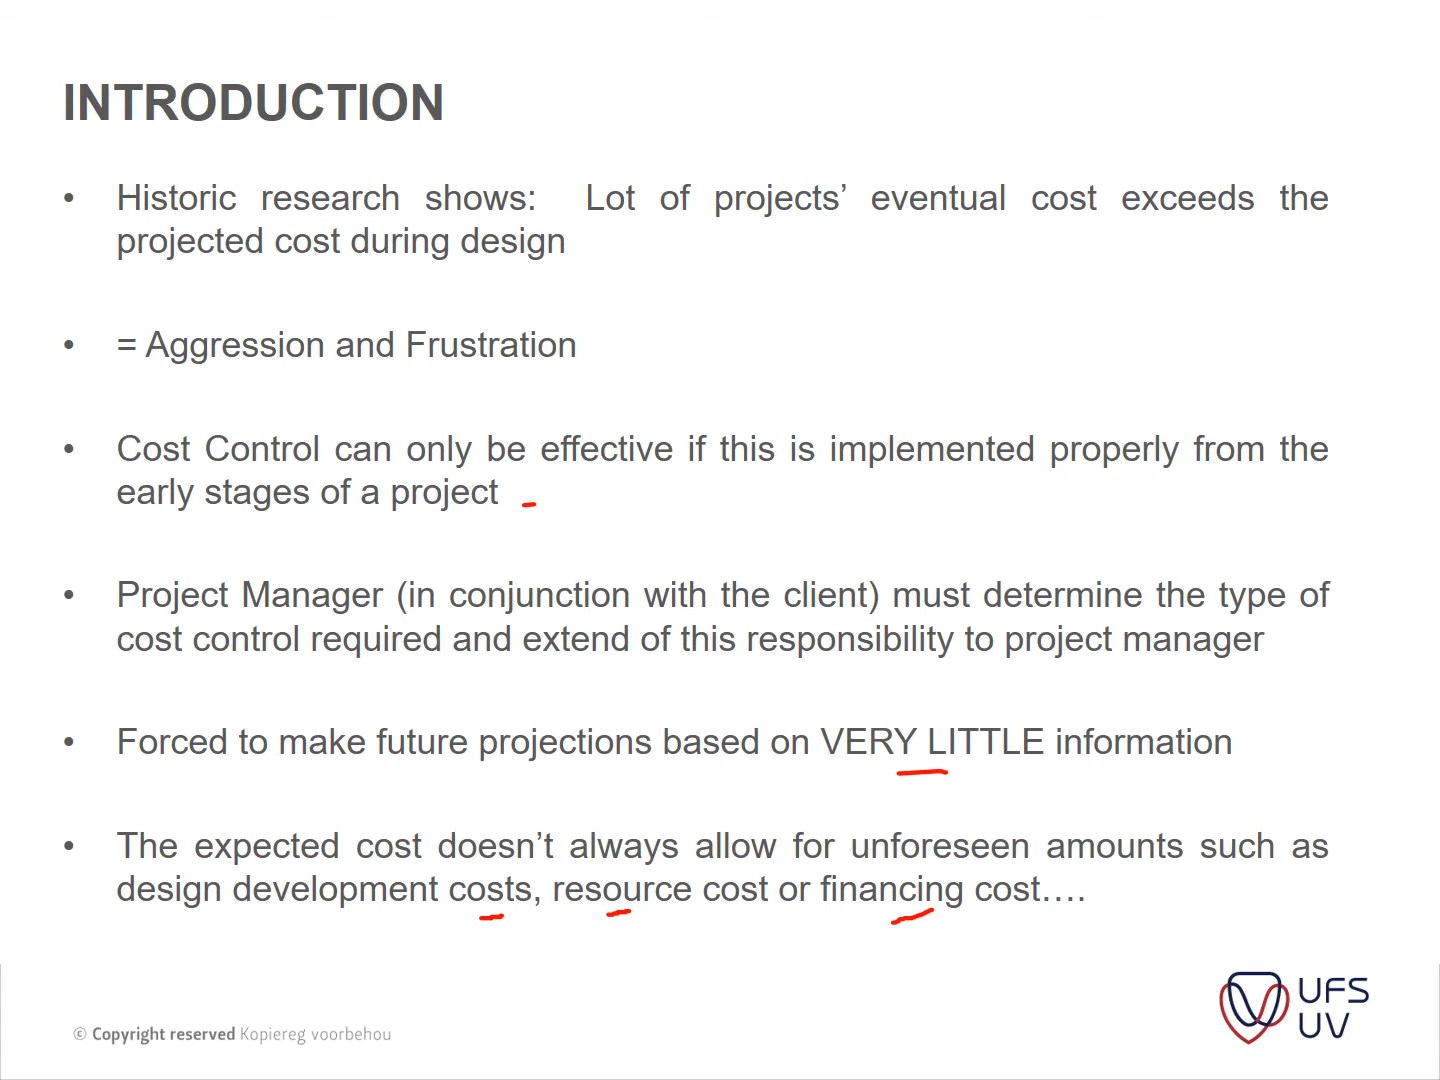 INTRODUCTION
• Historic research shows: Lot of projects’ eventual cost exceeds the
projected cost during design
• = Aggression and Frustration
• Cost Control can only be effective if this is implemented properly from the
early stages of a project
• Project Manager (in conjunction with the client) must determine the type of
cost control required and extend of this responsibility to project manager
• Forced to make future projections based on VERY LITTLE information
• The expected cost doesn’t always allow for unforeseen amounts such as
design development costs, resource cost or financing cost….
© Copyright reserved Kopiereg voorbehou
UFS
UV